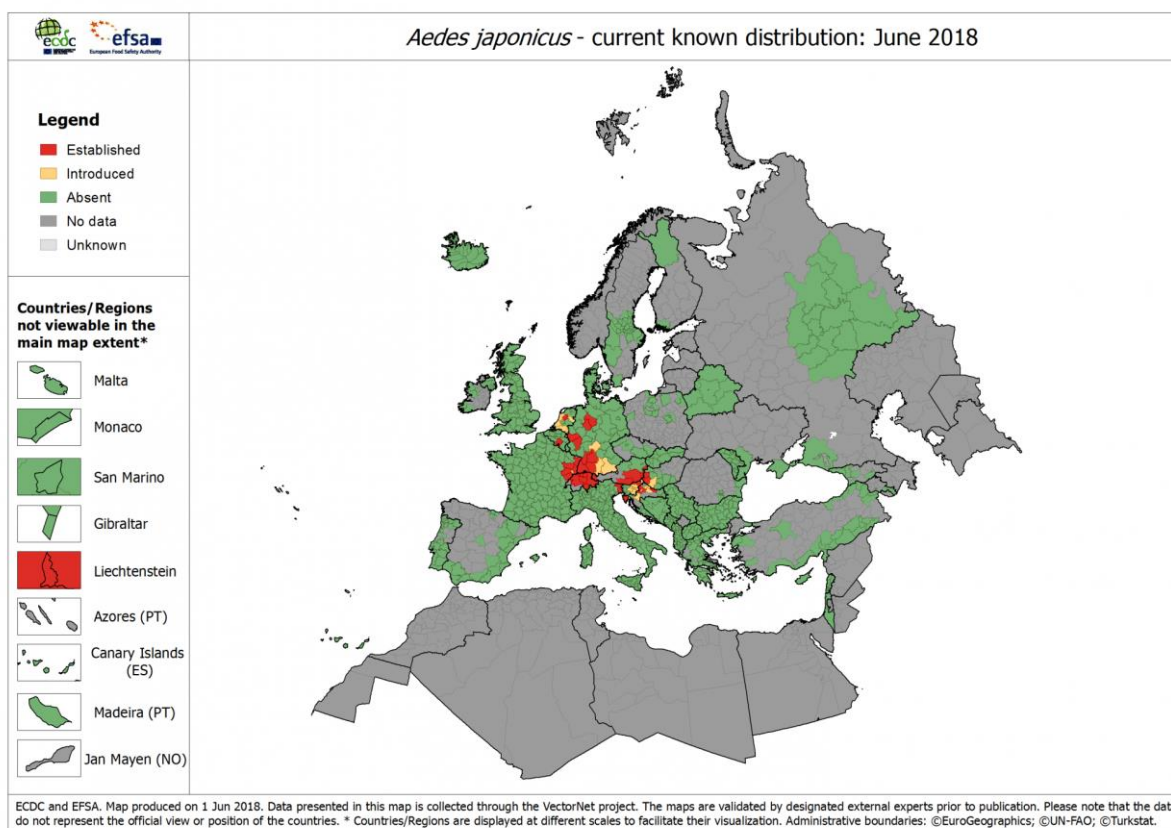 ecdc
efsa
European Food Safety Authority
Aedes japonicus - current known distribution: June 2018
Legend
Established
Introduced
Absent
No data
Unknown
Countries/Regions
not viewable in the
main map extent*
Malta
Monaco
San Marino
Gibraltar
Liechtenstein
Azores (PT)
Canary Islands
(ES)
Madeira (PT)
Jan Mayen (NO)
ECDC and EFSA. Map produced on 1 Jun 2018. Data presented in this map is collected through the VectorNet project. The maps are validated by designated external experts prior to publication. Please note that the dat
do not represent the official view or position of the countries. * Countries/Regions are displayed at different scales to facilitate their visualization. Administrative boundaries: ©EuroGeographics; ©UN-FAO; ©Turkstat.